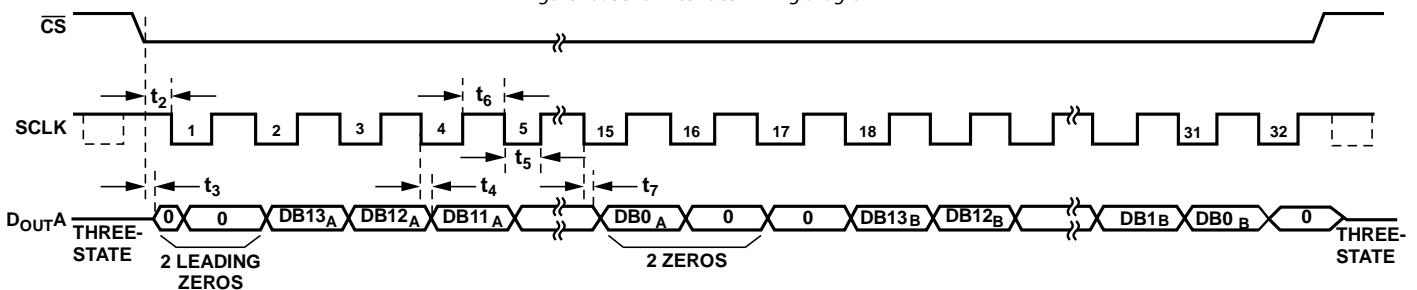 CS
t2
t6
SCLK
1 2 3 4 5 15 16 17 18 31 32
t5
t3 t4 t7
DOUTA
0 0 DB13A DB12A DB11A DB0A 0 0 DB13B DB12B DB1B DB0B 0
THREE-
STATE
2 LEADING
ZEROS
2 ZEROS
THREE-
STATE